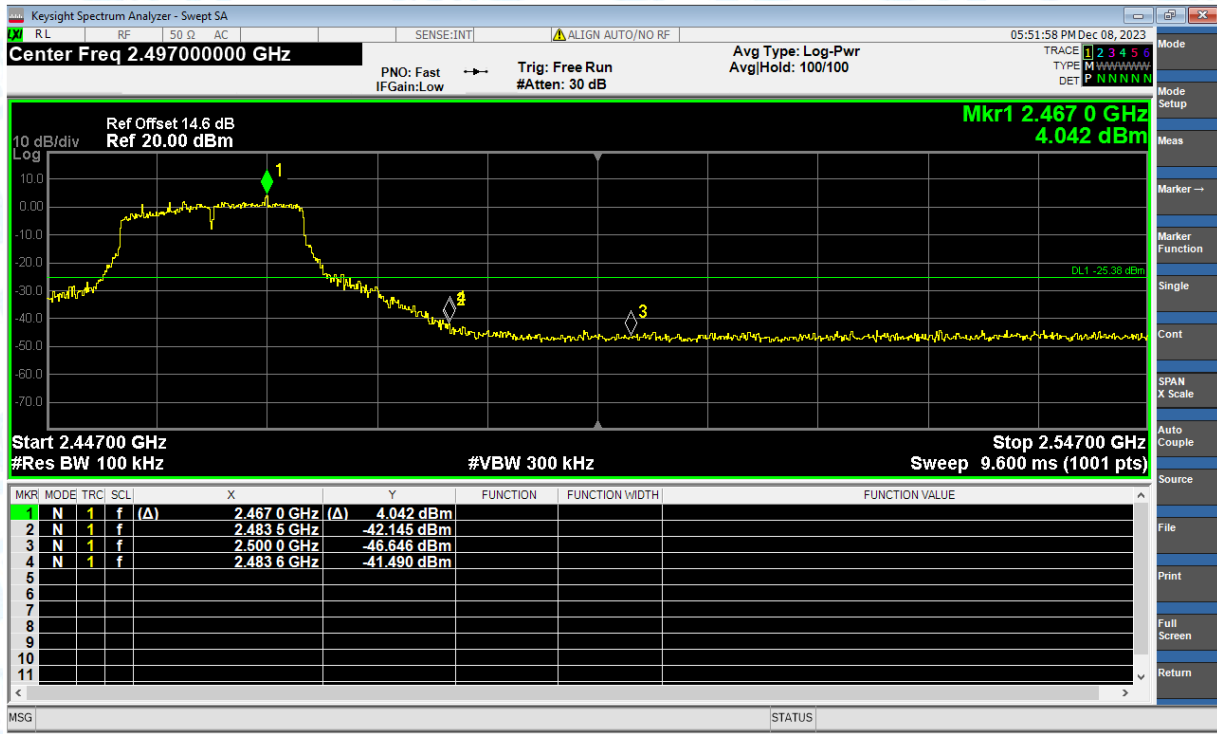 Keysight Spectrum Analyzer - Swept SA
LXI RL RF 50 Ω AC SENSE:INT ALIGN AUTO/NO RF 05:51:58 PM Dec 08, 2023
Center Freq 2.497000000 GHz
PNO: Fast
IFGain:Low
Trig: Free Run
#Atten: 30 dB
Avg Type: Log-Pwr
Avg|Hold: 100/100
TRACE 1 2 3 4 5 6
TYPE M WWWWW
DET P N N N N N
Mkr1 2.467 0 GHz
4.042 dBm
Ref Offset 14.6 dB
10 dB/div Ref 20.00 dBm
Log
10.0
0.00
-10.0
-20.0
-30.0
-40.0
-50.0
-60.0
-70.0
1
3
DL1 -25.38 dBm
Start 2.44700 GHz Stop 2.54700 GHz
#Res BW 100 kHz #VBW 300 kHz Sweep 9.600 ms (1001 pts)
MKR MODE TRC SCL X Y FUNCTION FUNCTION WIDTH FUNCTION VALUE
1 N 1 f (Δ) 2.467 0 GHz (Δ) 4.042 dBm
2 N 1 f 2.483 5 GHz -42.145 dBm
3 N 1 f 2.500 0 GHz -46.646 dBm
4 N 1 f 2.483 6 GHz -41.490 dBm
5
6
7
8
9
10
11
MSG STATUS
Mode
Mode
Setup
Meas
Marker →
Marker
Function
Single
Cont
SPAN
X Scale
Auto
Couple
Source
File
Print
Full
Screen
Return